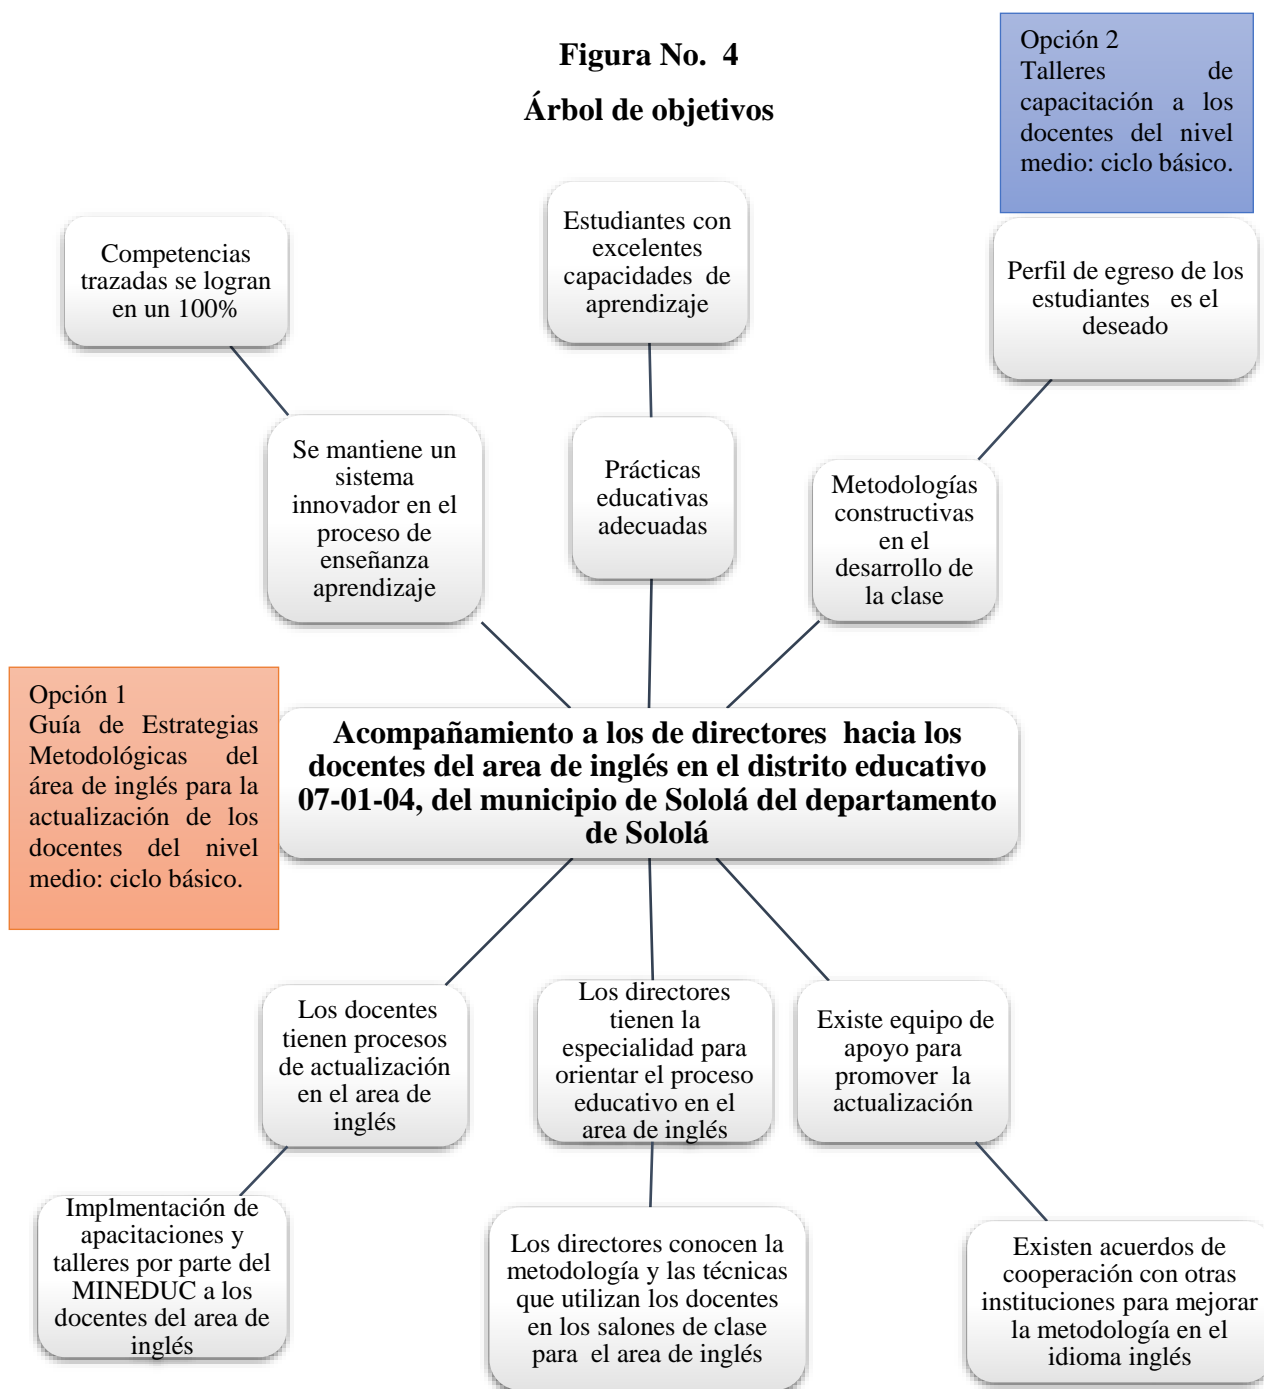 Figura No. 4
Árbol de objetivos
Opción 2
Talleres de
capacitación a los
docentes del nivel
medio: ciclo básico.
Competencias
trazadas se logran
en un 100%
Estudiantes con
excelentes
capacidades de
aprendizaje
Perfil de egreso de los
estudiantes es el
deseado
Se mantiene un
sistema
innovador en el
proceso de
enseñanza
aprendizaje
Prácticas
educativas
adecuadas
Metodologías
constructivas
en el
desarrollo de
la clase
Opción 1
Guía de Estrategias
Metodológicas del
área de inglés para la
actualización de los
docentes del nivel
medio: ciclo básico.
Acompañamiento a los de directores hacia los
docentes del area de inglés en el distrito educativo
07-01-04, del municipio de Sololá del departamento
de Sololá
Los docentes
tienen procesos
de actualización
en el area de
inglés
Los directores
tienen la
especialidad para
orientar el proceso
educativo en el
area de inglés
Existe equipo de
apoyo para
promover la
actualización
Implmentación de
apacitaciones y
talleres por parte del
MINEDUC a los
docentes del area de
inglés
Los directores conocen la
metodología y las técnicas
que utilizan los docentes
en los salones de clase
para el area de inglés
Existen acuerdos de
cooperación con otras
instituciones para mejorar
la metodología en el
idioma inglés